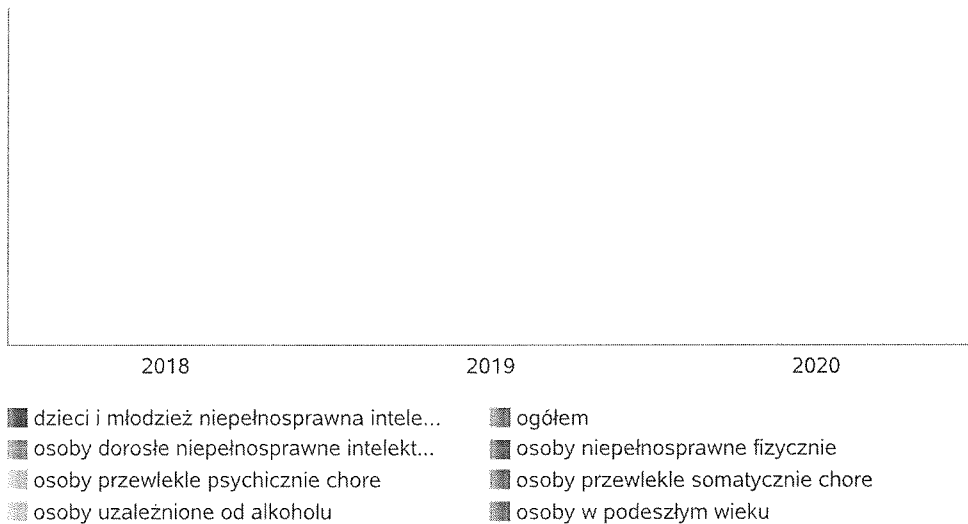 2018 2019 2020
dzieci i młodzież niepełnosprawna intele... ogółem
osoby dorosłe niepełnosprawne intelekt... osoby niepełnosprawne fizycznie
osoby przewlekle psychicznie chore osoby przewlekle somatycznie chore
osoby uzależnione od alkoholu osoby w podeszłym wieku